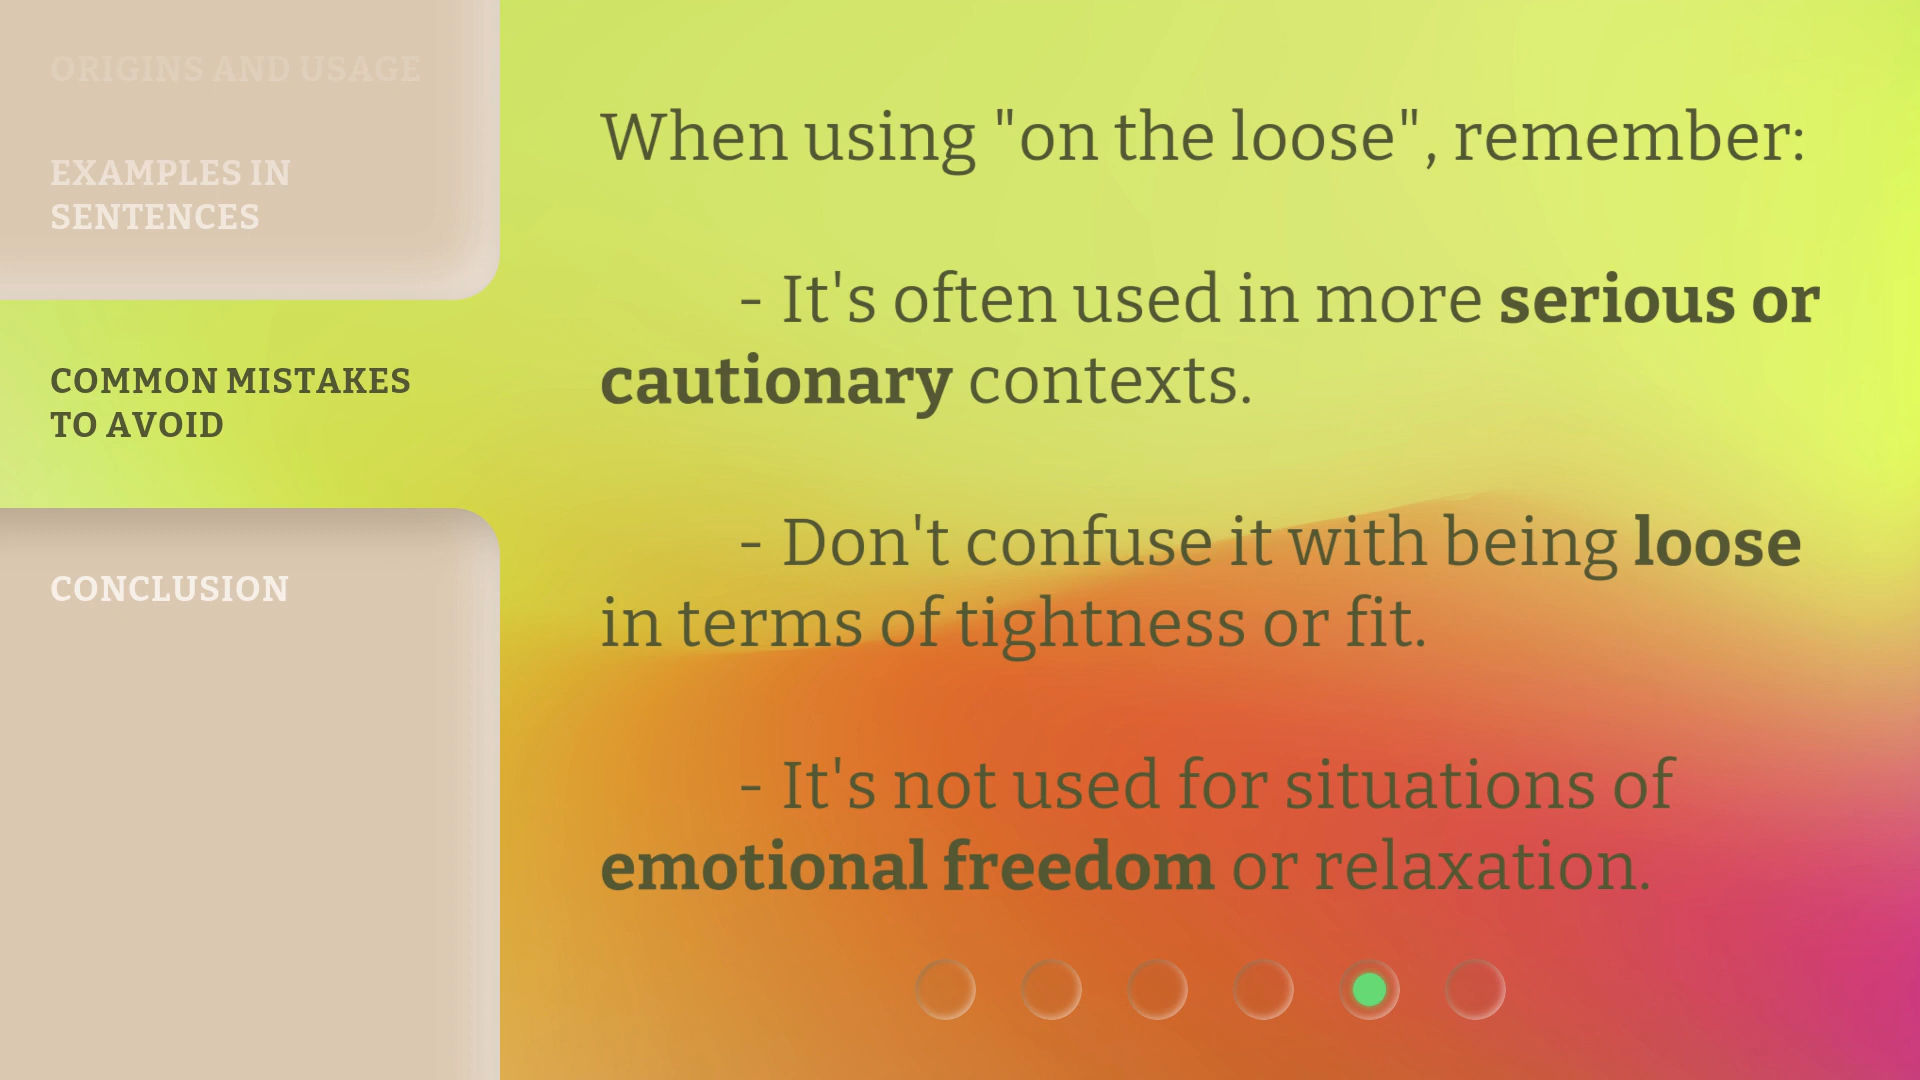 ORIGINS AND USAGE
EXAMPLES IN
SENTENCES
COMMON MISTAKES
TO AVOID
CONCLUSION
When using "on the loose", remember:
- It's often used in more serious or
cautionary contexts.
- Don't confuse it with being loose
in terms of tightness or fit.
- It's not used for situations of
emotional freedom or relaxation.